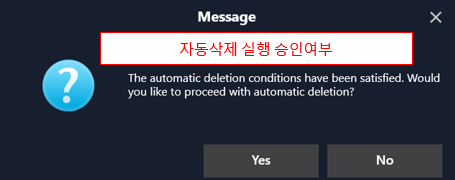 Message
자동삭제 실행 승인여부
The automatic deletion conditions have been satisfied. Would
you like to proceed with automatic deletion?
Yes No